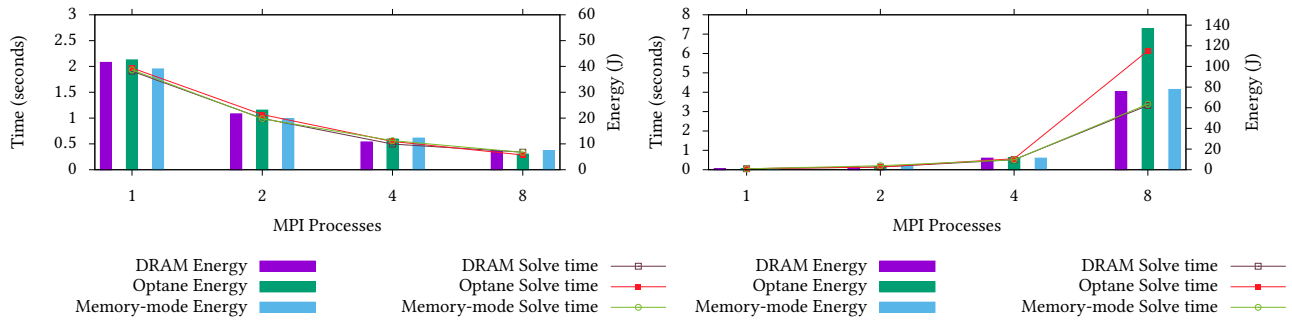 3
2.5
2
1.5
1
0.5
0
Time (seconds)
60
50
40
30
20
10
0
Energy (J)
1 2 4 8
MPI Processes
DRAM Energy
Optane Energy
Memory-mode Energy
DRAM Solve time
Optane Solve time
Memory-mode Solve time
8
7
6
5
4
3
2
1
0
Time (seconds)
140
120
100
80
60
40
20
0
Energy (J)
1 2 4 8
MPI Processes
DRAM Energy
Optane Energy
Memory-mode Energy
DRAM Solve time
Optane Solve time
Memory-mode Solve time